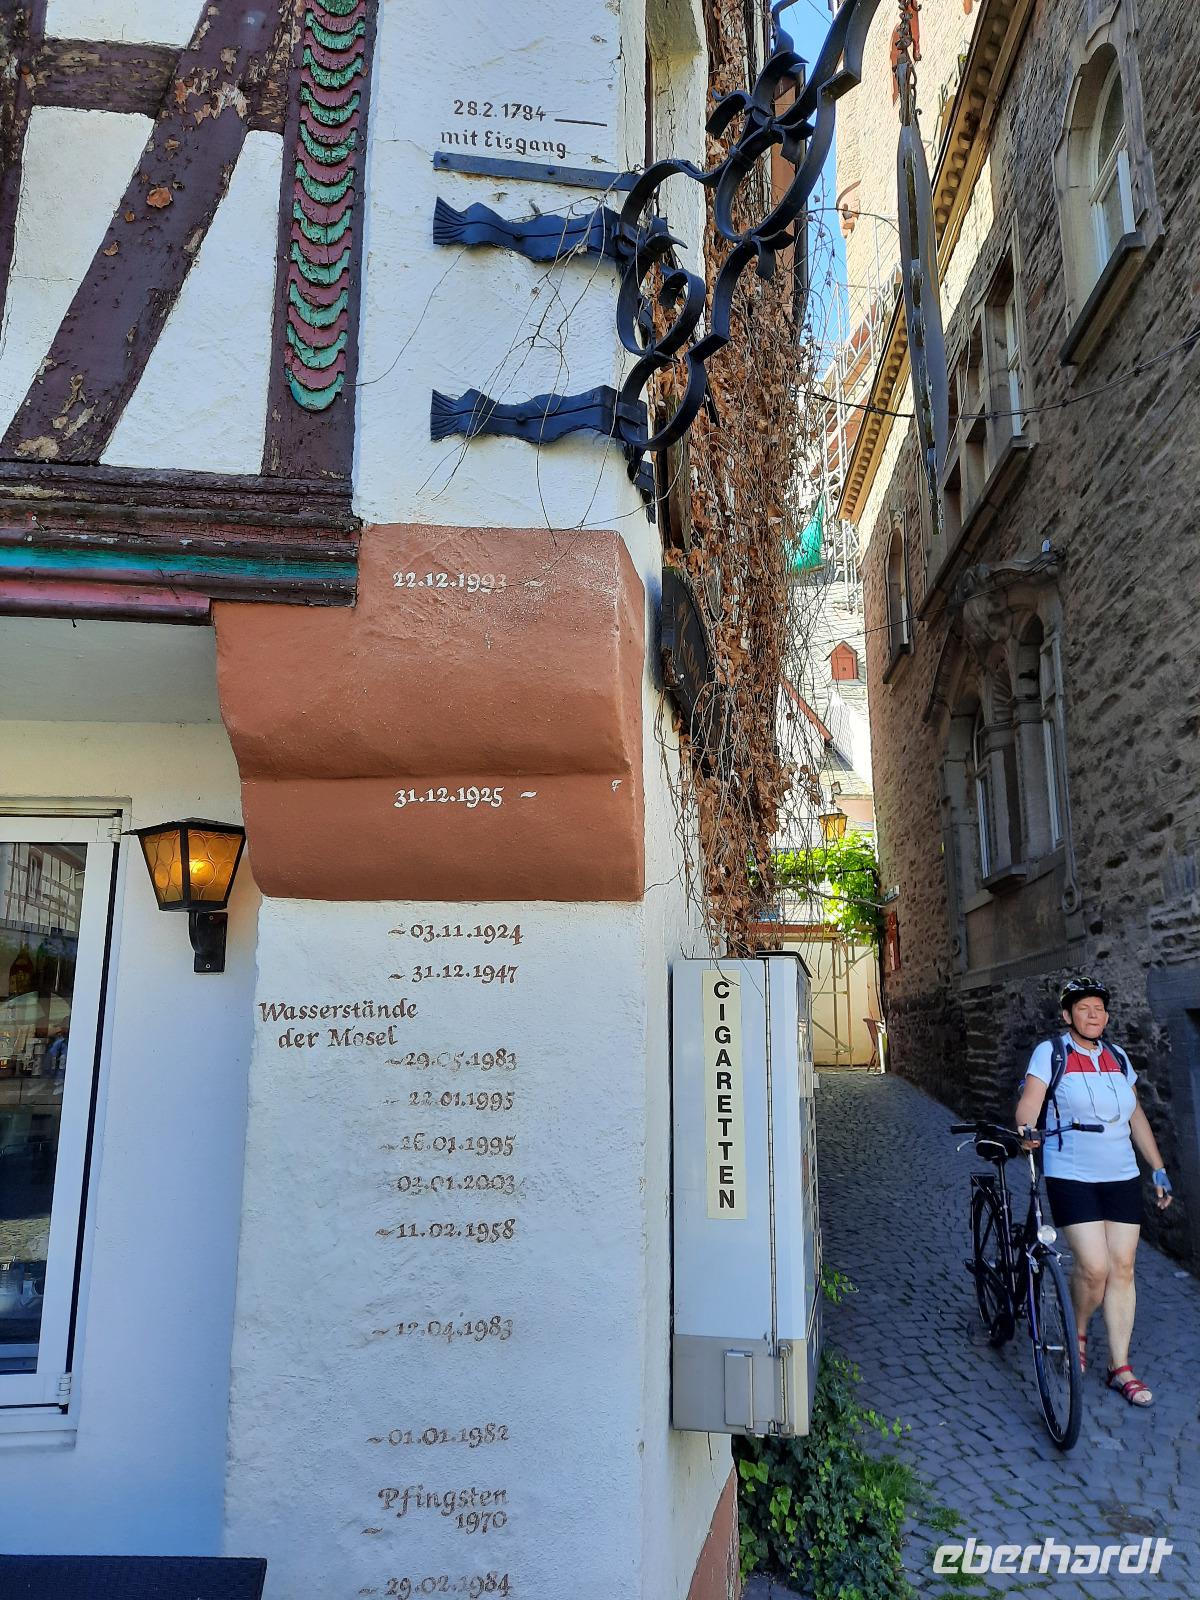 28.2.1784
mit Eisgang
22.12.1993 ~
31.12.1925 ~
~03.11.1924
~ 31.12.1947
Wasserstände
der Mosel
~29.05.1983
~ 22.01.1995
~26.01.1995
03.01.2003
~11.02.1958
~12.04.1983
~01.01.1982
Pfingsten
~ 1970
~29.02.1984
CIGARETTEN
eberhardt